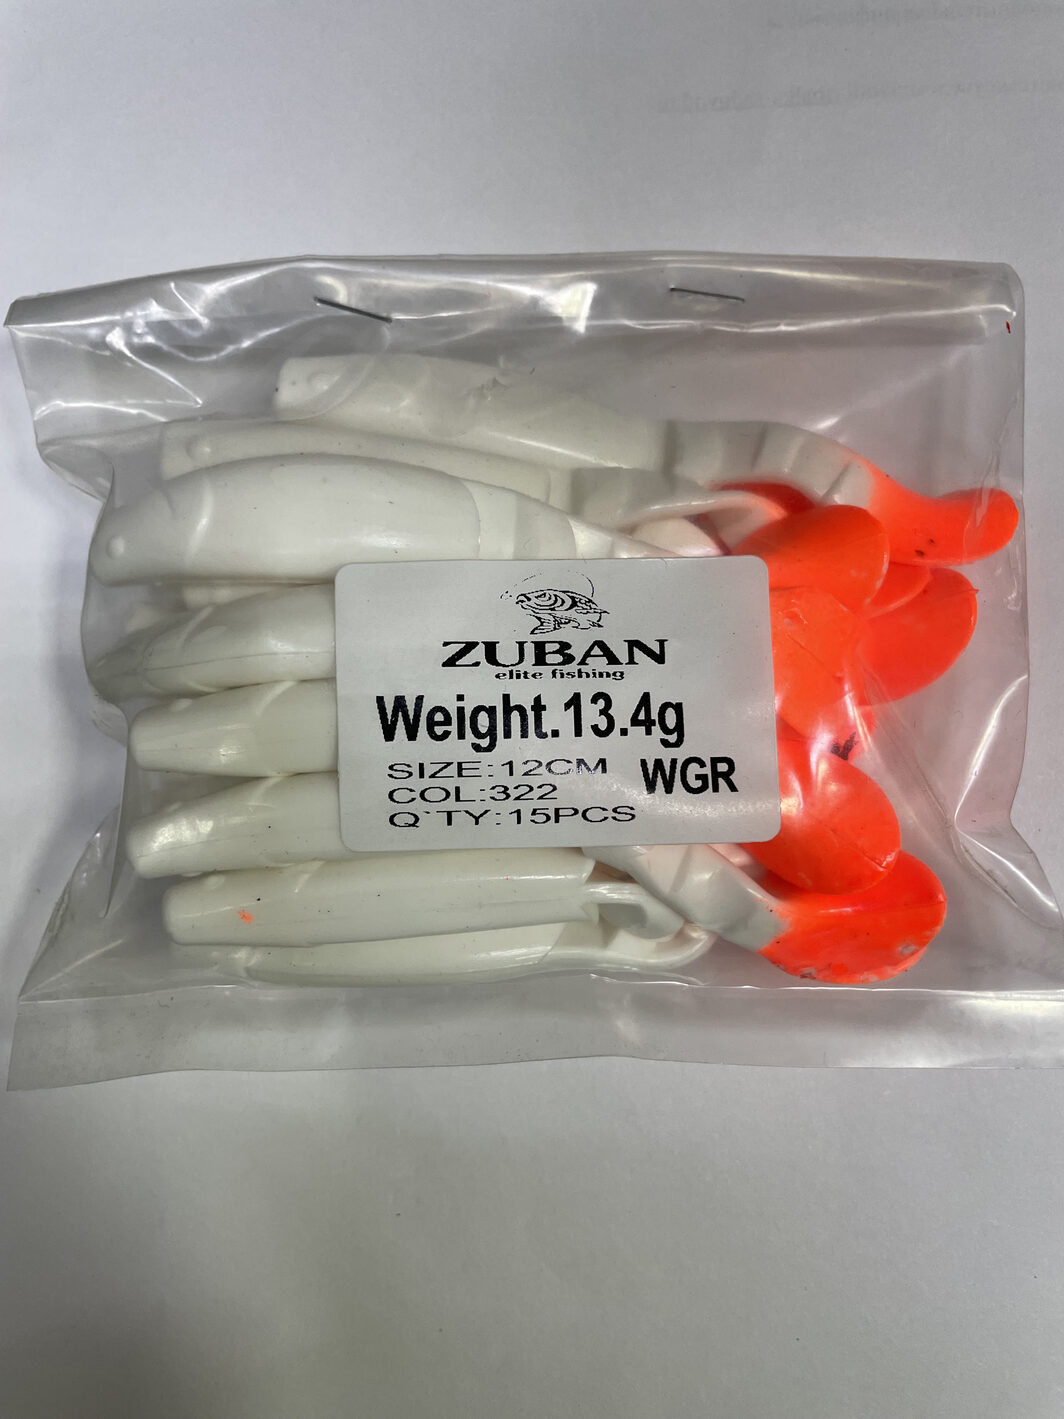 ZUBAN
elite fishing
Weight.13.4g
SIZE:12CM WGR
COL:322
Q`TY:15PCS